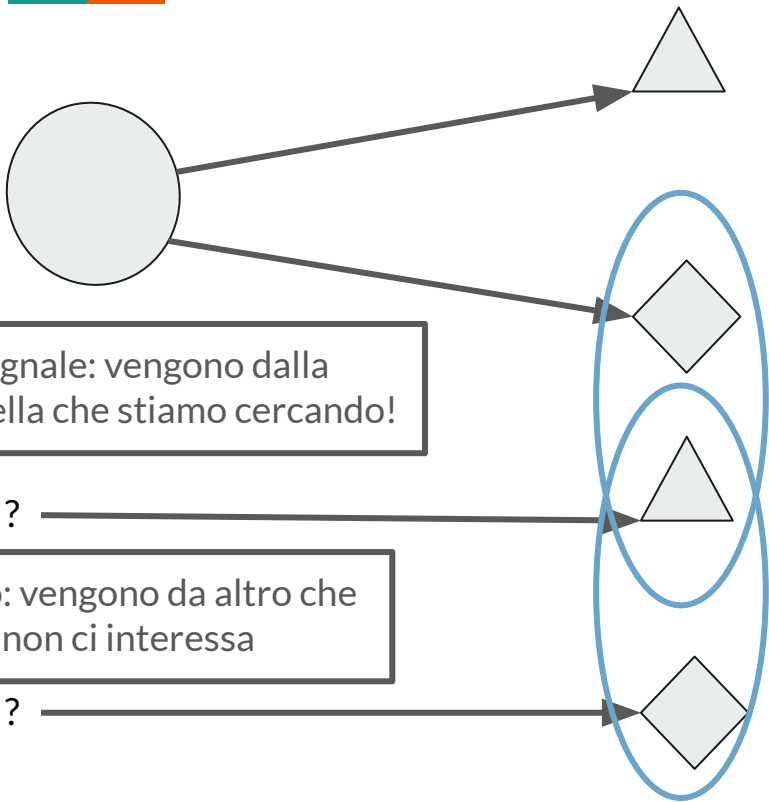 gnale: vengono dalla
ella che stiamo cercando!
?
: vengono da altro che
non ci interessa
?